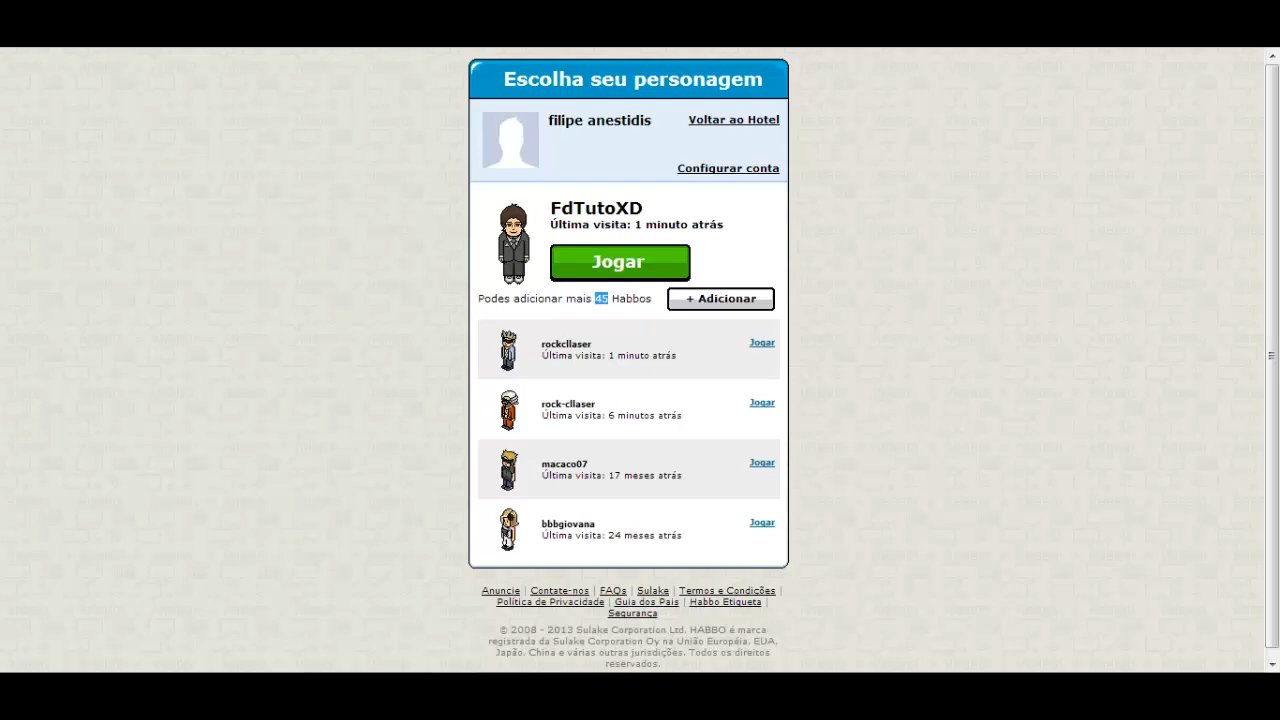 Escolha seu personagem
filipe anestidis
Voltar ao Hotel
Configurar conta
FdTutoXD
Última visita: 1 minuto atrás
Jogar
Podes adicionar mais 45 Habbos
+ Adicionar
rockcllaser
Jogar
Última visita: 1 minuto atrás
rock-cllaser
Jogar
Última visita: 6 minutos atrás
macaco07
Jogar
Última visita: 17 meses atrás
bbbgiovana
Jogar
Última visita: 24 meses atrás
Anuncie | Contate-nos | FAQs | Sulake | Termos e Condições |
Política de Privacidade | Guia dos Pais | Habbo Etiqueta |
Segurança
© 2008 - 2013 Sulake Corporation Ltd. HABBO é marca
registrada da Sulake Corporation Oy na União Européia, EUA,
Japão, China e várias outras jurisdições. Todos os direitos
reservados.